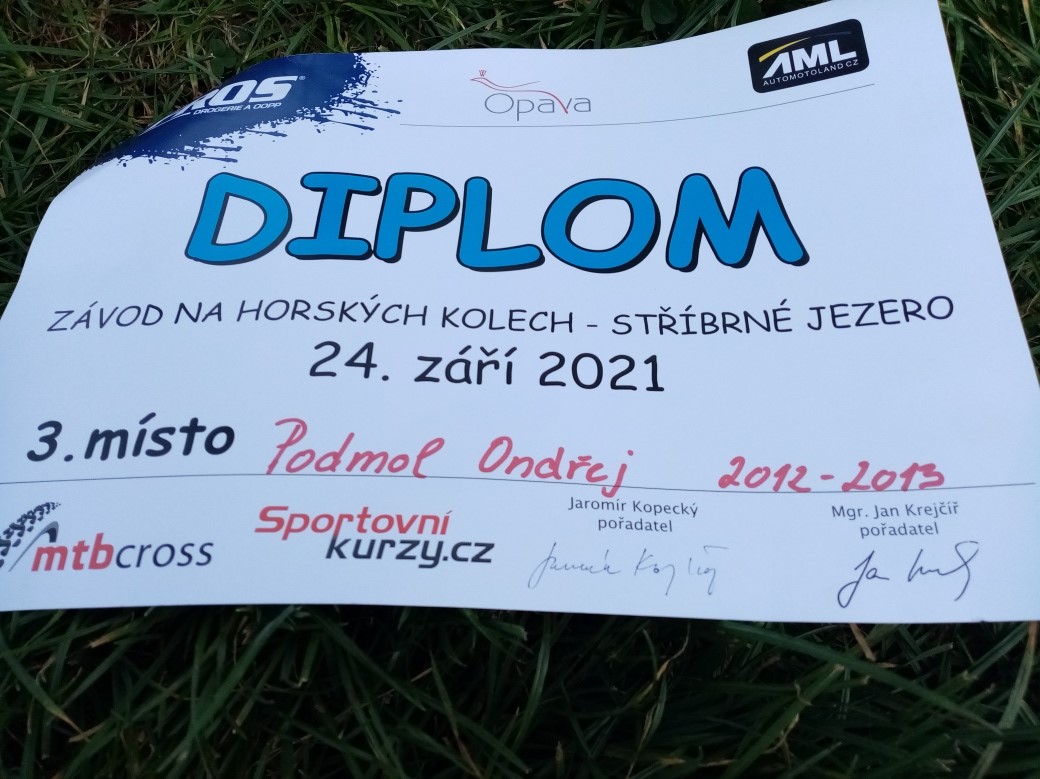 DROGERIE A DOPP
Opava
AML
AUTOMOTOLAND.CZ
DIPLOM
ZÁVOD NA HORSKÝCH KOLECH - STŘÍBRNÉ JEZERO
24. září 2021
3. místo Podmol Ondřej 2012-2013
mtbcross
Sportovní
kurzy.cz
Jaromír Kopecký
pořadatel
Mgr. Jan Krejčíř
pořadatel